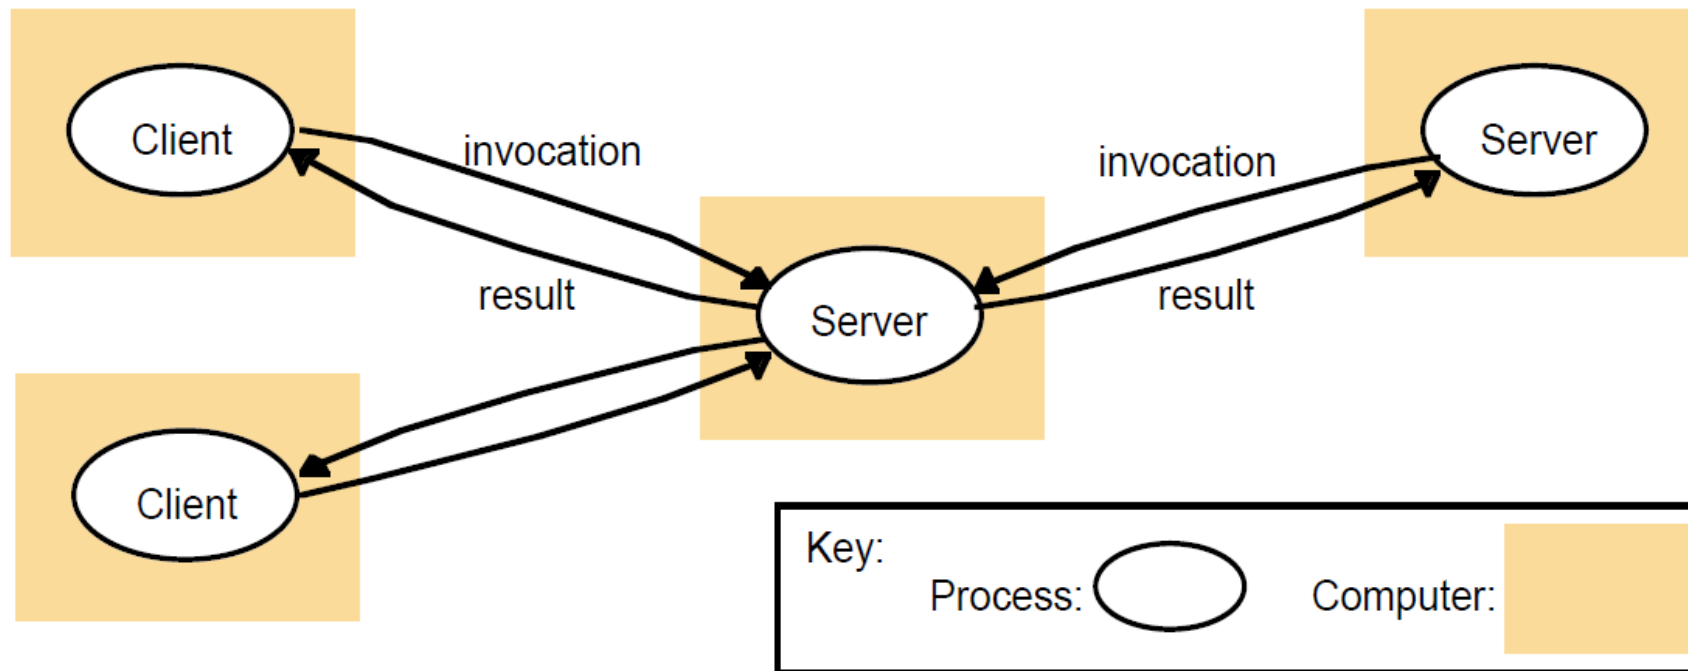 Client
invocation
result
Server
invocation
result
Server
Client
Key:
Process:
Computer: